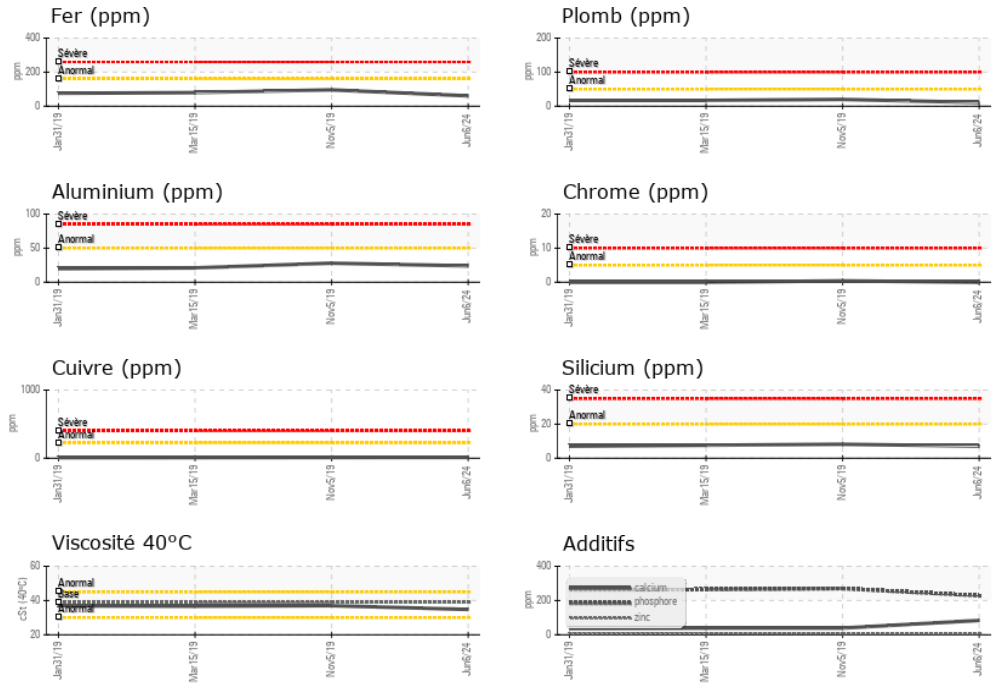 Fer (ppm)
400
Sévère
200
Anormal
0
ppm
Jan31/19
Mar15/19
Nov5/19
Jun6/24
Plomb (ppm)
200
Sévère
100
Anormal
0
ppm
Jan31/19
Mar15/19
Nov5/19
Jun6/24
Aluminium (ppm)
100
Sévère
50
Anormal
0
ppm
Jan31/19
Mar15/19
Nov5/19
Jun6/24
Chrome (ppm)
20
Sévère
10
Anormal
0
ppm
Jan31/19
Mar15/19
Nov5/19
Jun6/24
Cuivre (ppm)
1000
Sévère
Anormal
0
ppm
Jan31/19
Mar15/19
Nov5/19
Jun6/24
Silicium (ppm)
40
Sévère
20
Anormal
0
ppm
Jan31/19
Mar15/19
Nov5/19
Jun6/24
Viscosité 40°C
60
Anormal
40
Base
Anormal
20
cSt (40°C)
Jan31/19
Mar15/19
Nov5/19
Jun6/24
Additifs
400
calcium
200
phosphore
zinc
0
ppm
Jan31/19
Mar15/19
Nov5/19
Jun6/24